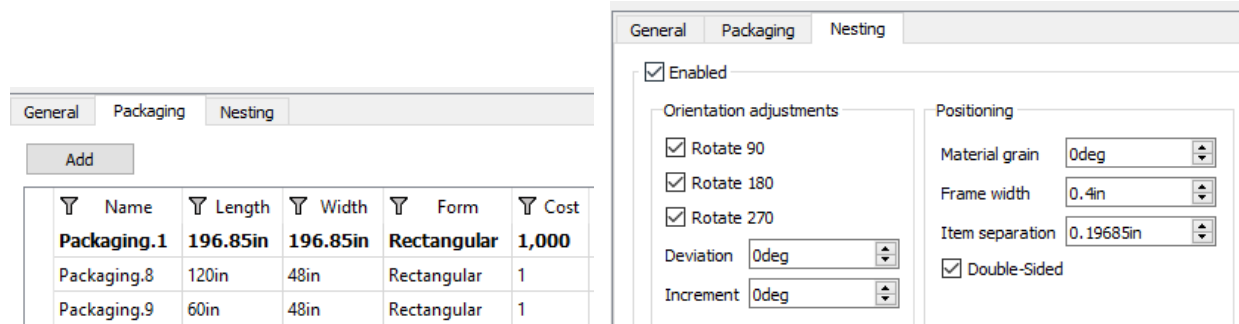 General Packaging Nesting
Add
Name Length Width Form Cost
Packaging.1 196.85in 196.85in Rectangular 1,000
Packaging.8 120in 48in Rectangular 1
Packaging.9 60in 48in Rectangular 1
General Packaging Nesting
Enabled
Orientation adjustments
Rotate 90
Rotate 180
Rotate 270
Deviation 0deg
Increment 0deg
Positioning
Material grain 0deg
Frame width 0.4in
Item separation 0.19685in
Double-Sided